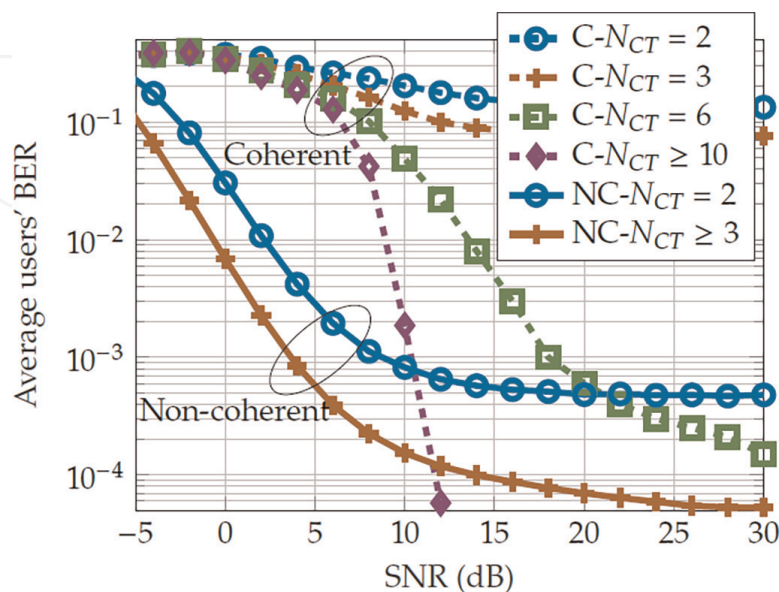 C-N_CT = 2
C-N_CT = 3
C-N_CT = 6
C-N_CT ≥ 10
NC-N_CT = 2
NC-N_CT ≥ 3
Coherent
Non-coherent
Average users' BER
10⁻¹
10⁻²
10⁻³
10⁻⁴
−5 0 5 10 15 20 25 30
SNR (dB)